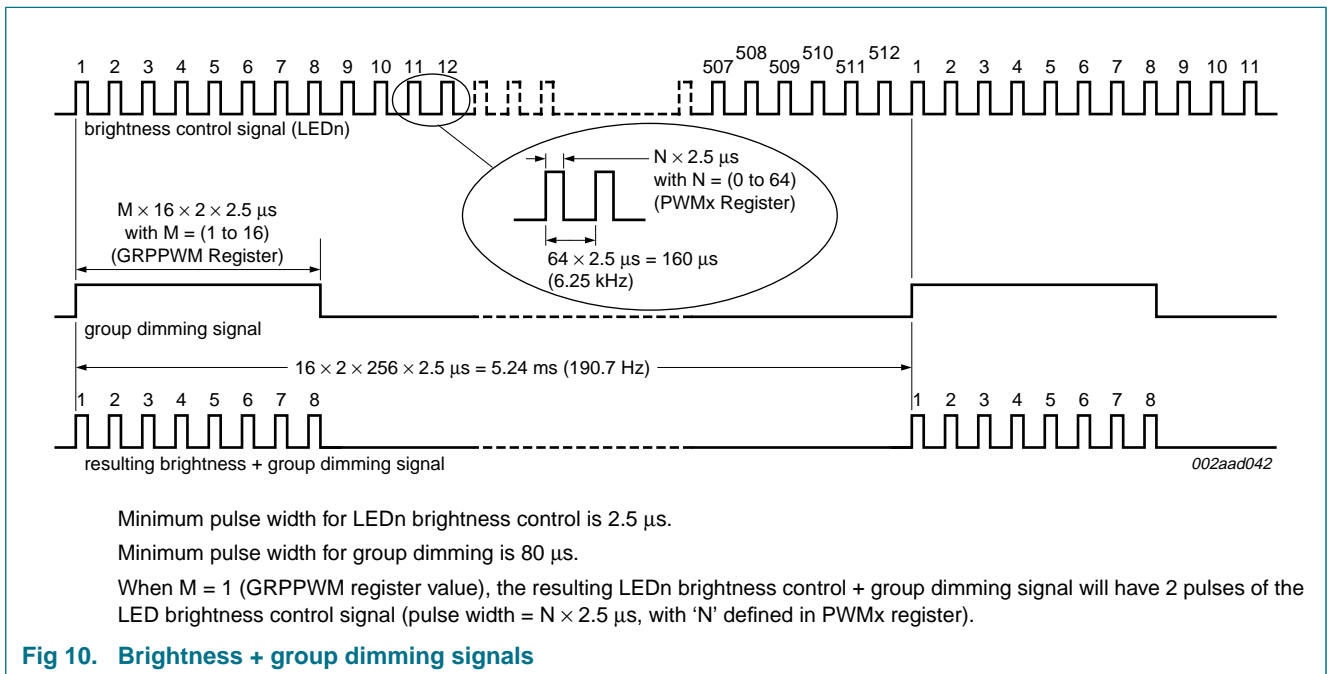 1 2 3 4 5 6 7 8 9 10 11 12 507 508 509 510 511 512 1 2 3 4 5 6 7 8 9 10 11
brightness control signal (LEDn)
N × 2.5 μs
with N = (0 to 64)
(PWMx Register)
M × 16 × 2 × 2.5 μs
with M = (1 to 16)
(GRPPWM Register)
64 × 2.5 μs = 160 μs
(6.25 kHz)
group dimming signal
16 × 2 × 256 × 2.5 μs = 5.24 ms (190.7 Hz)
1 2 3 4 5 6 7 8 1 2 3 4 5 6 7 8
resulting brightness + group dimming signal
002aad042
Minimum pulse width for LEDn brightness control is 2.5 μs.
Minimum pulse width for group dimming is 80 μs.
When M = 1 (GRPPWM register value), the resulting LEDn brightness control + group dimming signal will have 2 pulses of the
LED brightness control signal (pulse width = N × 2.5 μs, with ‘N’ defined in PWMx register).
Fig 10. Brightness + group dimming signals